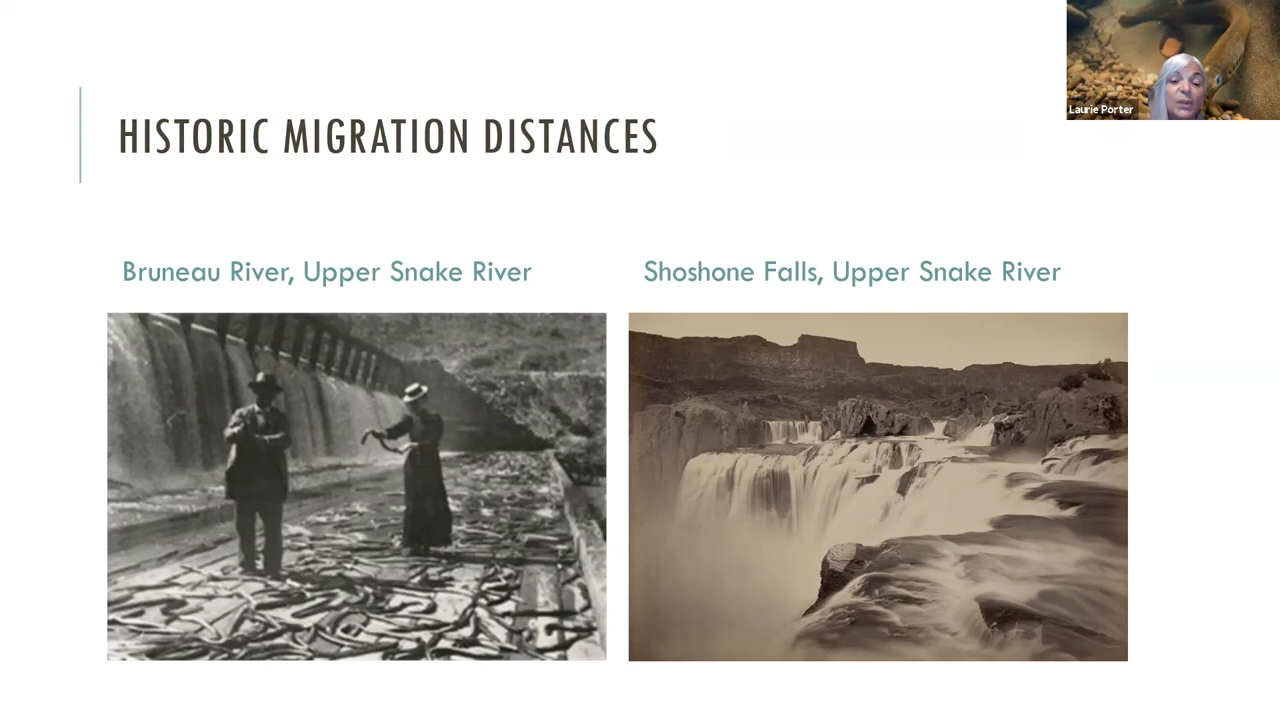 Laurie Porter
HISTORIC MIGRATION DISTANCES
Bruneau River, Upper Snake River
Shoshone Falls, Upper Snake River